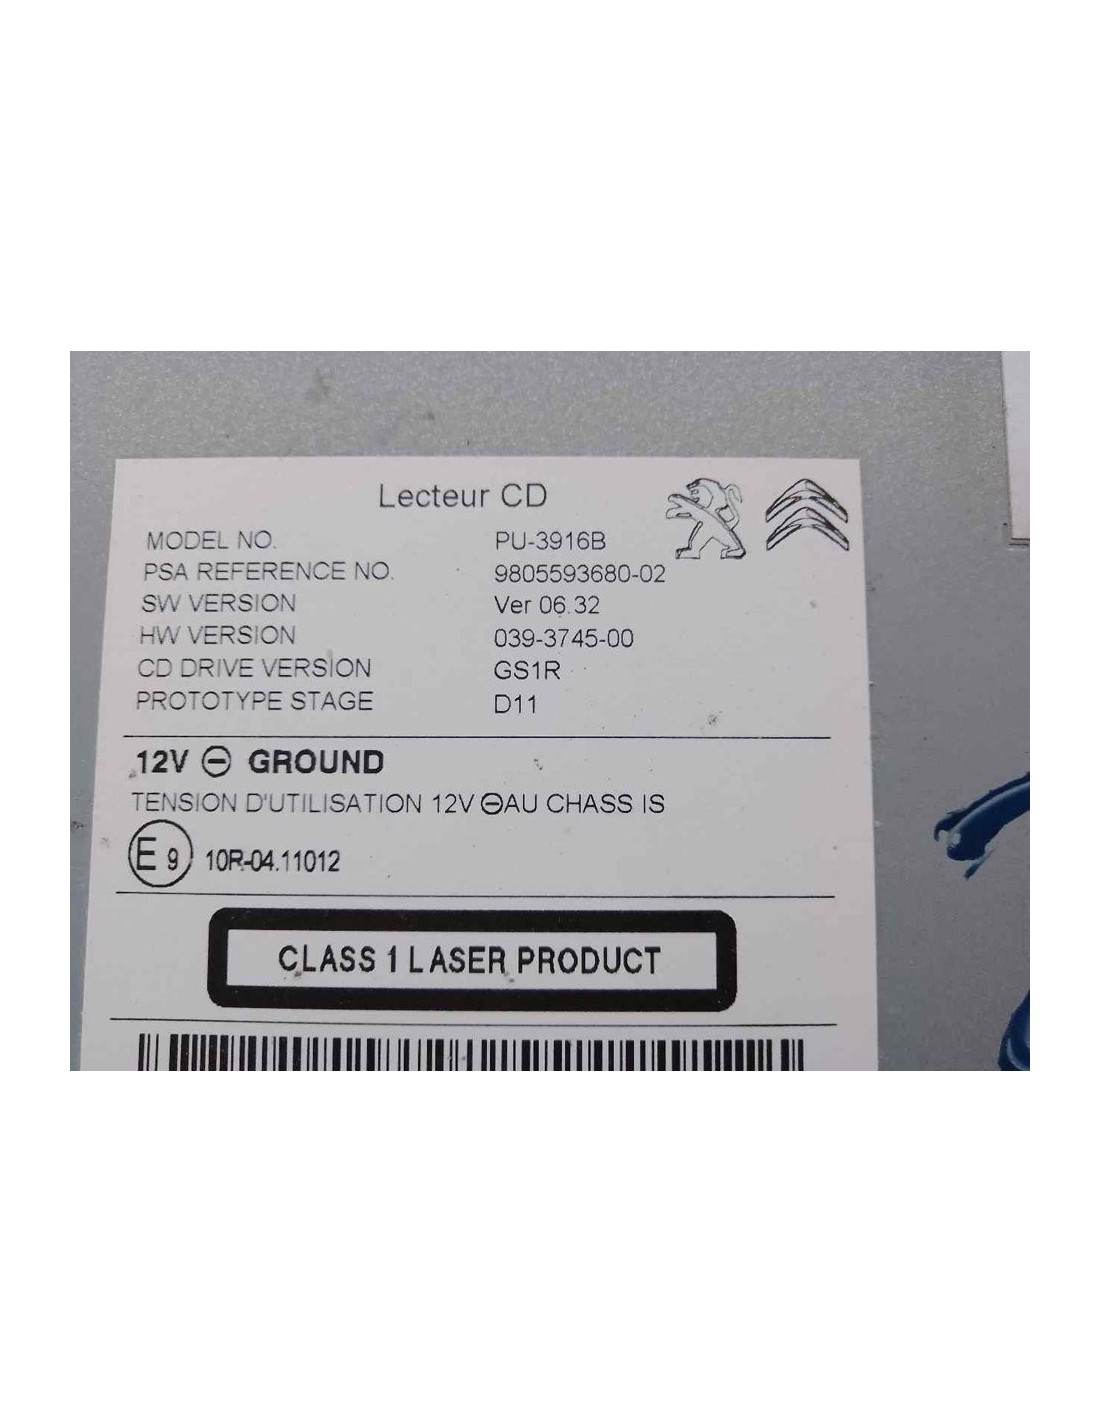 Lecteur CD
MODEL NO. PU-3916B
PSA REFERENCE NO. 9805593680-02
SW VERSION Ver 06.32
HW VERSION 039-3745-00
CD DRIVE VERSION GS1R
PROTOTYPE STAGE D11
12V ⊖ GROUND
TENSION D'UTILISATION 12V ⊖AU CHASS IS
E9 10R-04.11012
CLASS 1 LASER PRODUCT